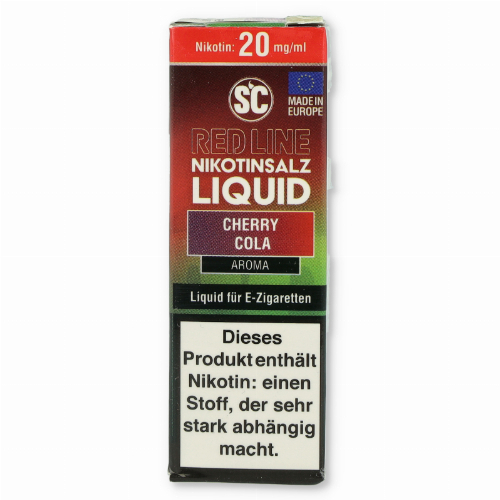 Nikotin: 20 mg/ml
SC
MADE IN
EUROPE
RED LINE
NIKOTINSALZ
LIQUID
CHERRY
COLA
AROMA
Liquid für E-Zigaretten
Dieses
Produkt enthält
Nikotin: einen
Stoff, der sehr
stark abhängig
macht.